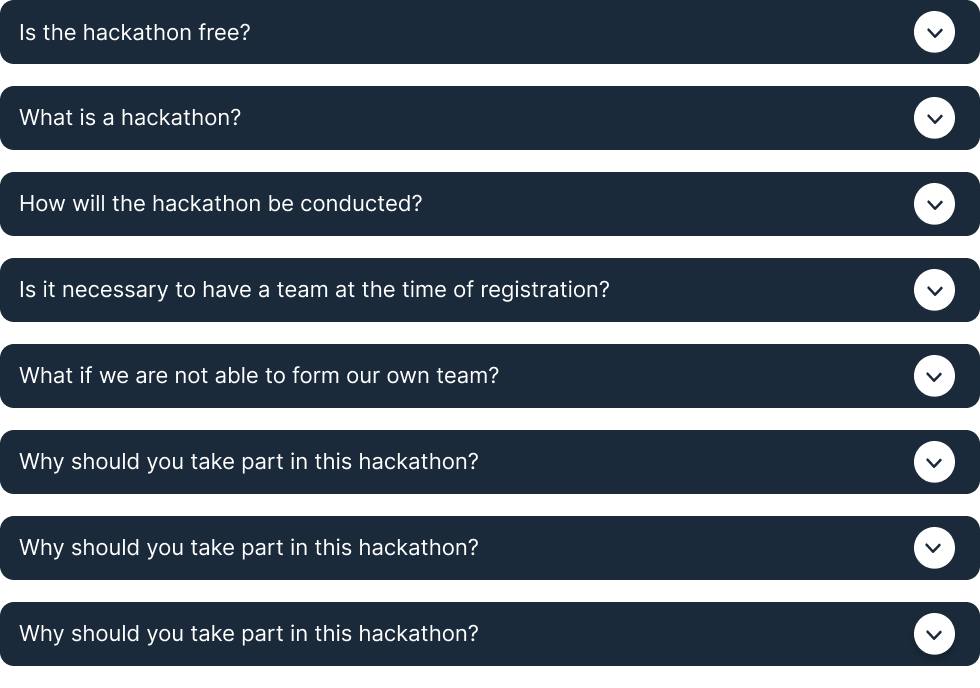 Is the hackathon free?
What is a hackathon?
How will the hackathon be conducted?
Is it necessary to have a team at the time of registration?
What if we are not able to form our own team?
Why should you take part in this hackathon?
Why should you take part in this hackathon?
Why should you take part in this hackathon?